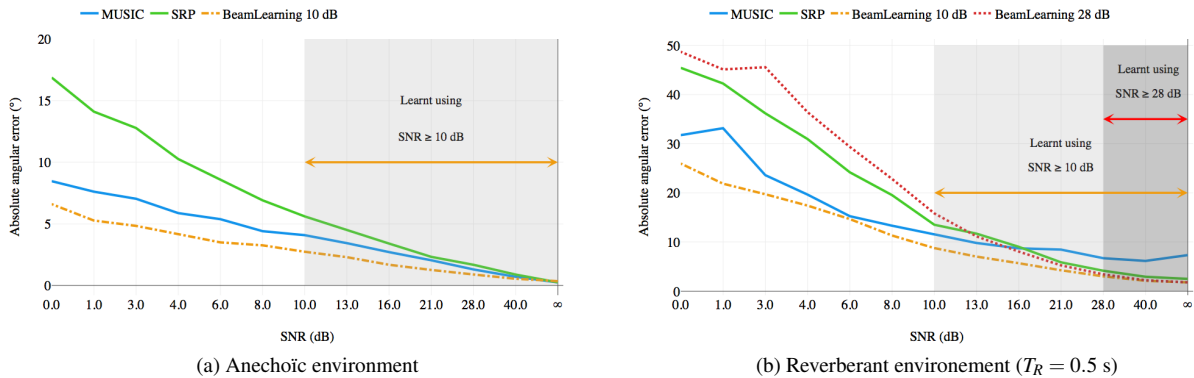 MUSIC SRP BeamLearning 10 dB
20
15
10
5
0
Absolute angular error (°)
Learnt using
SNR ≥ 10 dB
0.0 1.0 3.0 4.0 6.0 8.0 10.0 13.0 16.0 21.0 28.0 40.0 ∞
SNR (dB)
(a) Anechoïc environment
MUSIC SRP BeamLearning 10 dB BeamLearning 28 dB
50
40
30
20
10
0
Absolute angular error (°)
Learnt using
SNR ≥ 28 dB
Learnt using
SNR ≥ 10 dB
0.0 1.0 3.0 4.0 6.0 8.0 10.0 13.0 16.0 21.0 28.0 40.0 ∞
SNR (dB)
(b) Reverberant environement (T_R = 0.5 s)